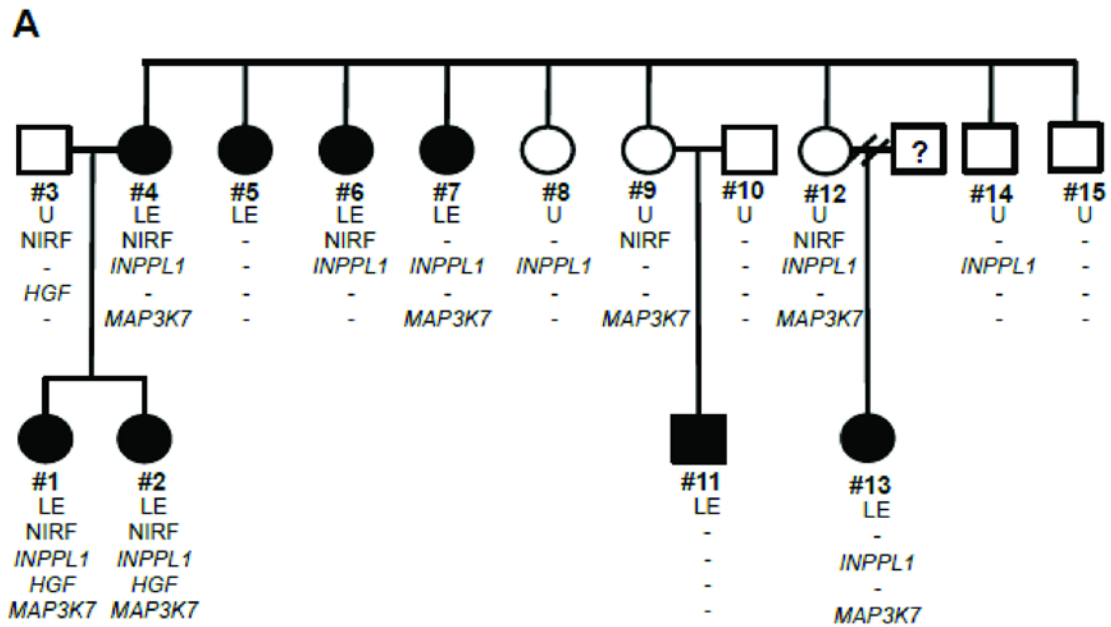 A
?
#3 #4 #5 #6 #7 #8 #9 #10 #12 #14 #15
U LE LE LE LE U U U U U U
NIRF NIRF - NIRF - - NIRF - NIRF - -
- INPPL1 - INPPL1 INPPL1 INPPL1 - - INPPL1 INPPL1 -
HGF - - - - - - - - - -
- MAP3K7 - - MAP3K7 - MAP3K7 - MAP3K7 - -
#1 #2 #11 #13
LE LE LE LE
NIRF NIRF - -
INPPL1 INPPL1 - INPPL1
HGF HGF - -
MAP3K7 MAP3K7 - MAP3K7